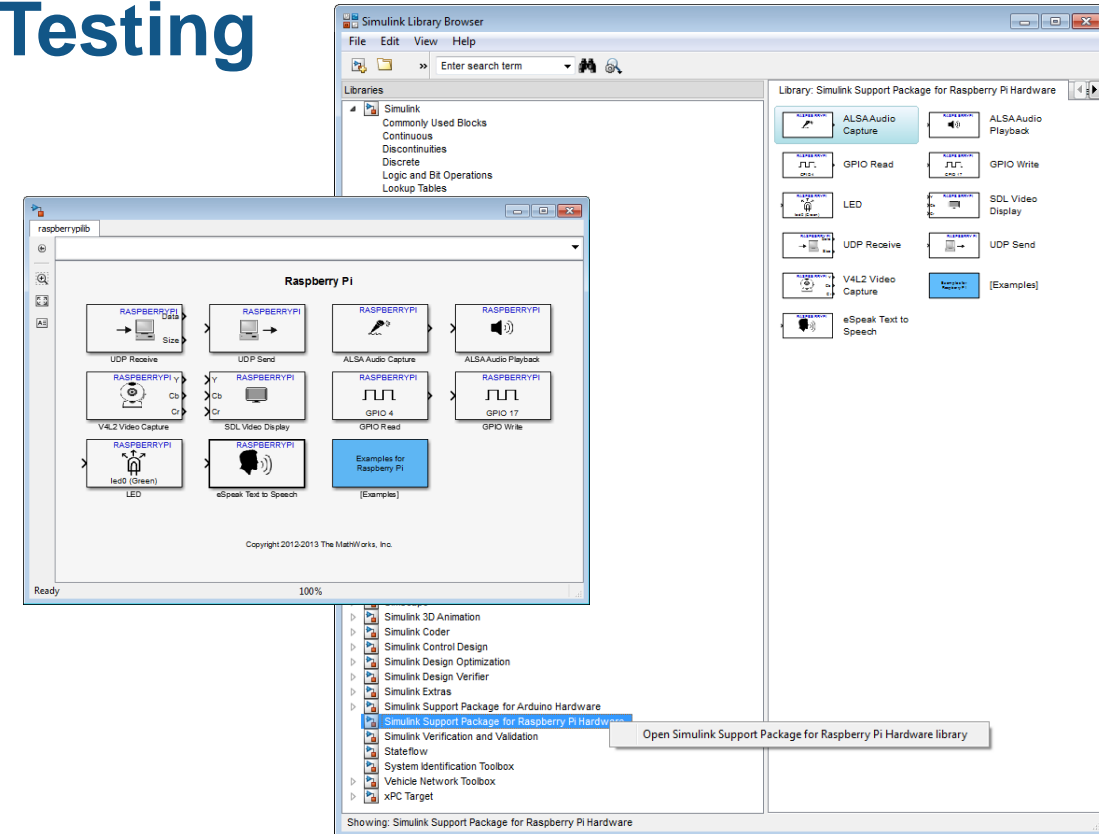 Testing
Simulink Library Browser
File Edit View Help
» Enter search term
Libraries
Simulink
Commonly Used Blocks
Continuous
Discontinuities
Discrete
Logic and Bit Operations
Lookup Tables
Library: Simulink Support Package for Raspberry Pi Hardware
ALSA Audio Capture
ALSA Audio Playback
GPIO Read
GPIO Write
LED
SDL Video Display
UDP Receive
UDP Send
V4L2 Video Capture
[Examples]
eSpeak Text to Speech
raspberrypilib
Raspberry Pi
RASPBERRYPI
Data
Size
UDP Receive
RASPBERRYPI
UDP Send
RASPBERRYPI
ALSA Audio Capture
RASPBERRYPI
ALSA Audio Playback
RASPBERRYPI
Y
Cb
Cr
V4L2 Video Capture
RASPBERRYPI
Y
Cb
Cr
SDL Video Display
RASPBERRYPI
GPIO 4
GPIO Read
RASPBERRYPI
GPIO 17
GPIO Write
RASPBERRYPI
led0 (Green)
LED
RASPBERRYPI
eSpeak Text to Speech
Examples for
Raspberry Pi
[Examples]
Copyright 2012-2013 The MathWorks, Inc.
Ready 100%
Simulink 3D Animation
Simulink Coder
Simulink Control Design
Simulink Design Optimization
Simulink Design Verifier
Simulink Extras
Simulink Support Package for Arduino Hardware
Simulink Support Package for Raspberry Pi Hardware
Open Simulink Support Package for Raspberry Pi Hardware library
Simulink Verification and Validation
Stateflow
System Identification Toolbox
Vehicle Network Toolbox
xPC Target
Showing: Simulink Support Package for Raspberry Pi Hardware